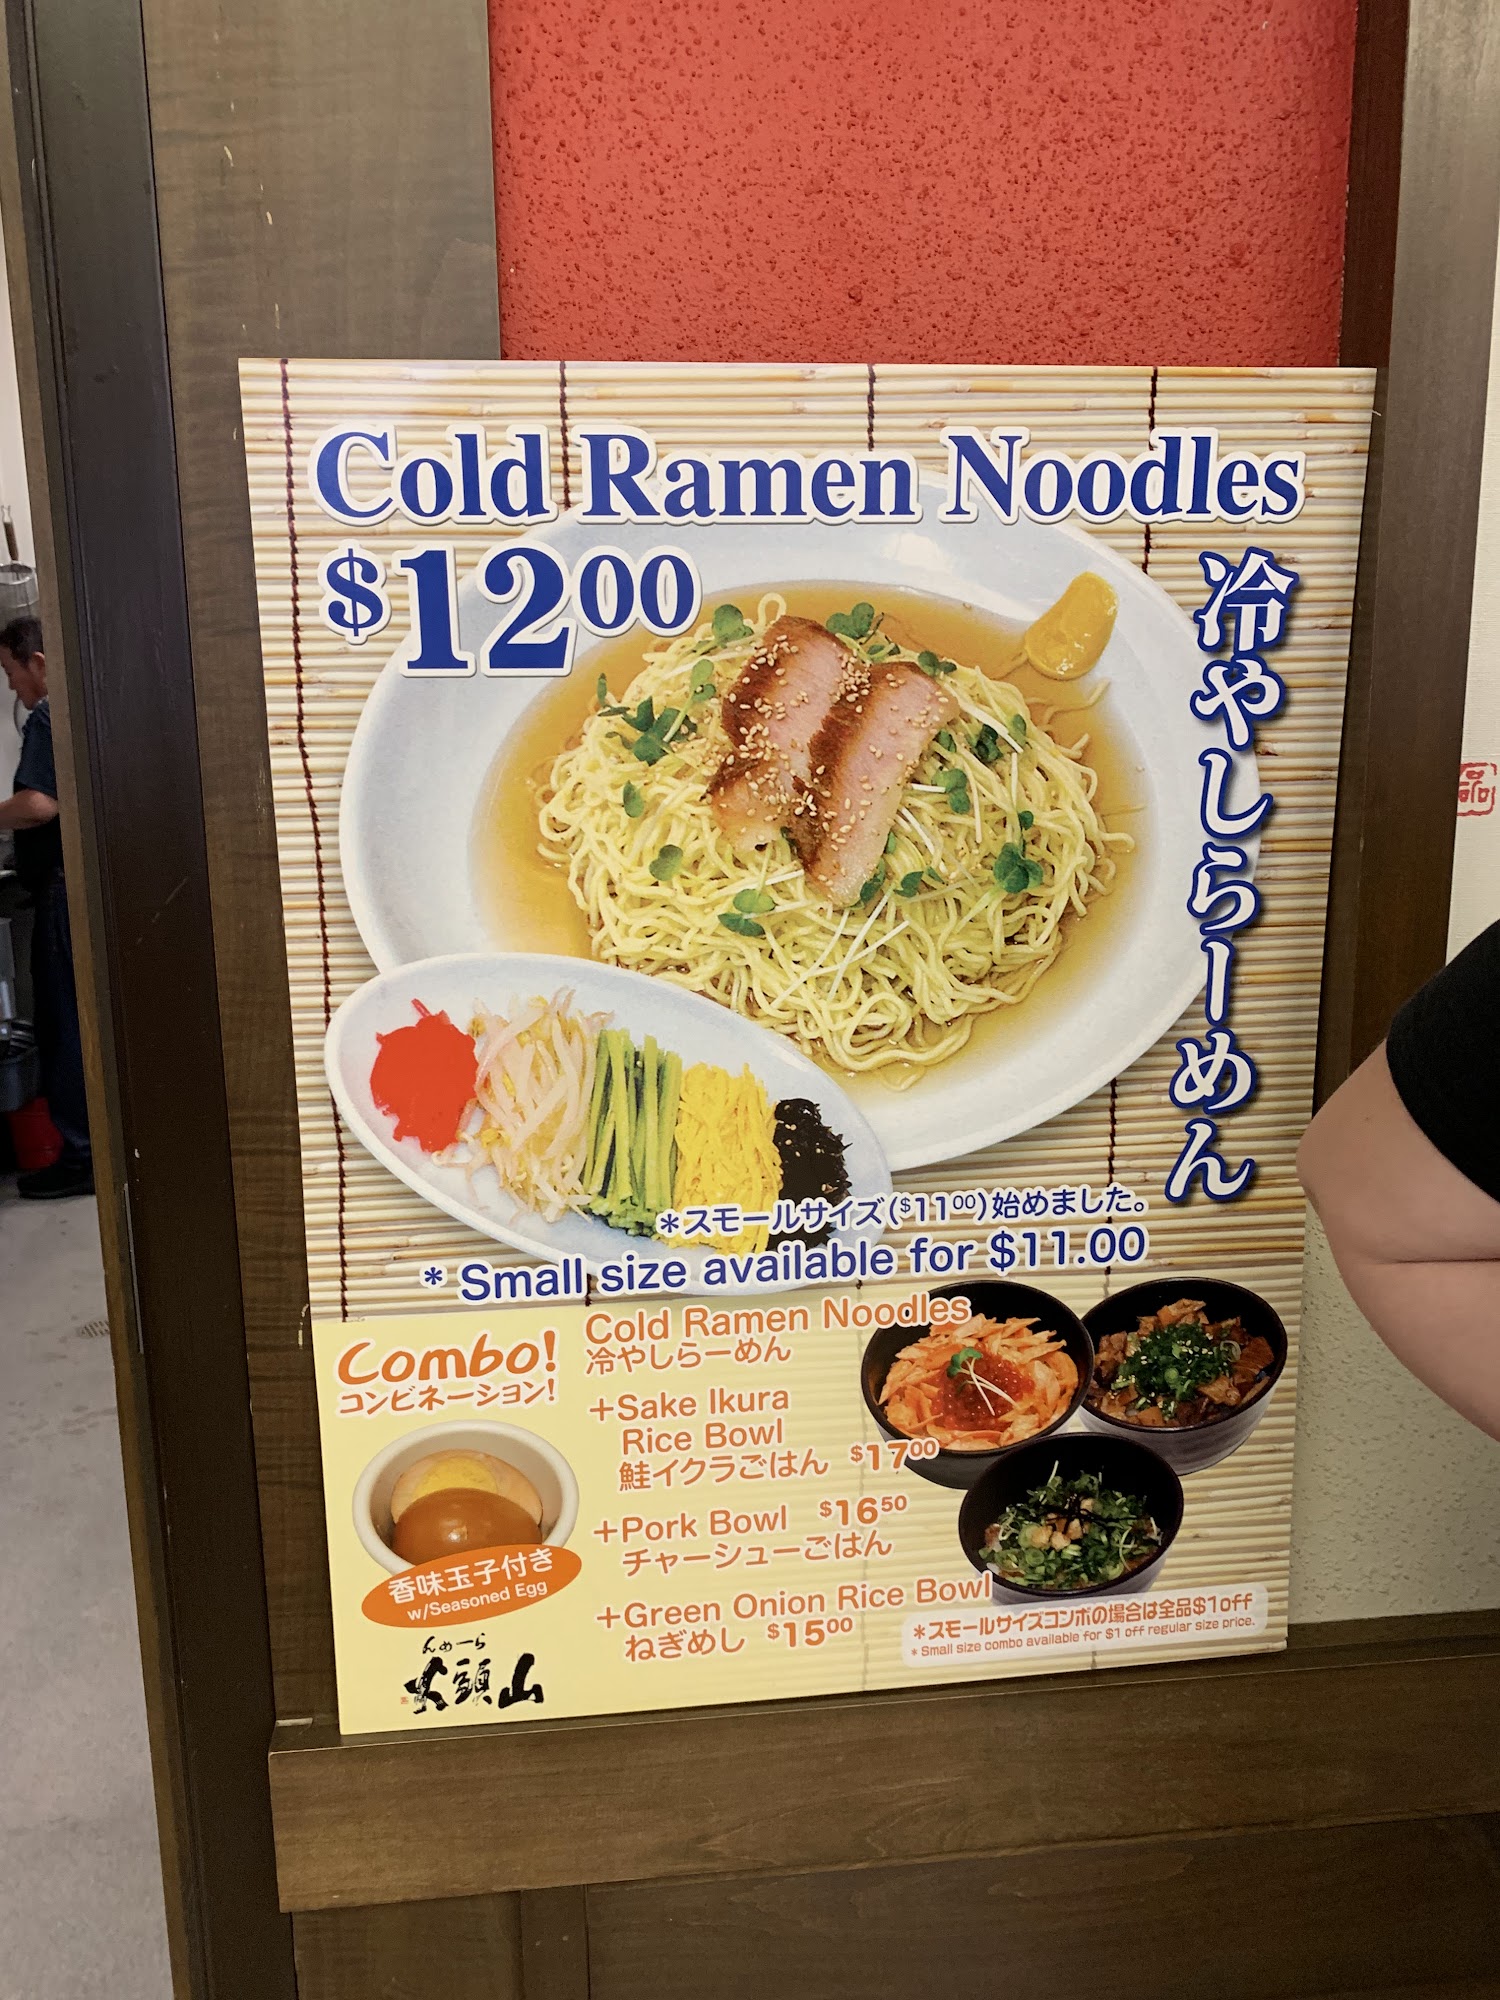 Cold Ramen Noodles
$12.00
冷やしらーめん
*スモールサイズ($11.00)始めました。
* Small size available for $11.00
Combo!
コンビネーション!
香味玉子付き
w/Seasoned Egg
らーめん
山頭火
Cold Ramen Noodles
冷やしらーめん
+Sake Ikura
Rice Bowl
鮭イクラごはん $17.00
+Pork Bowl $16.50
チャーシューごはん
+Green Onion Rice Bowl
ねぎめし $15.00
*スモールサイズコンボの場合は全品$1off
* Small size combo available for $1 off regular size price.